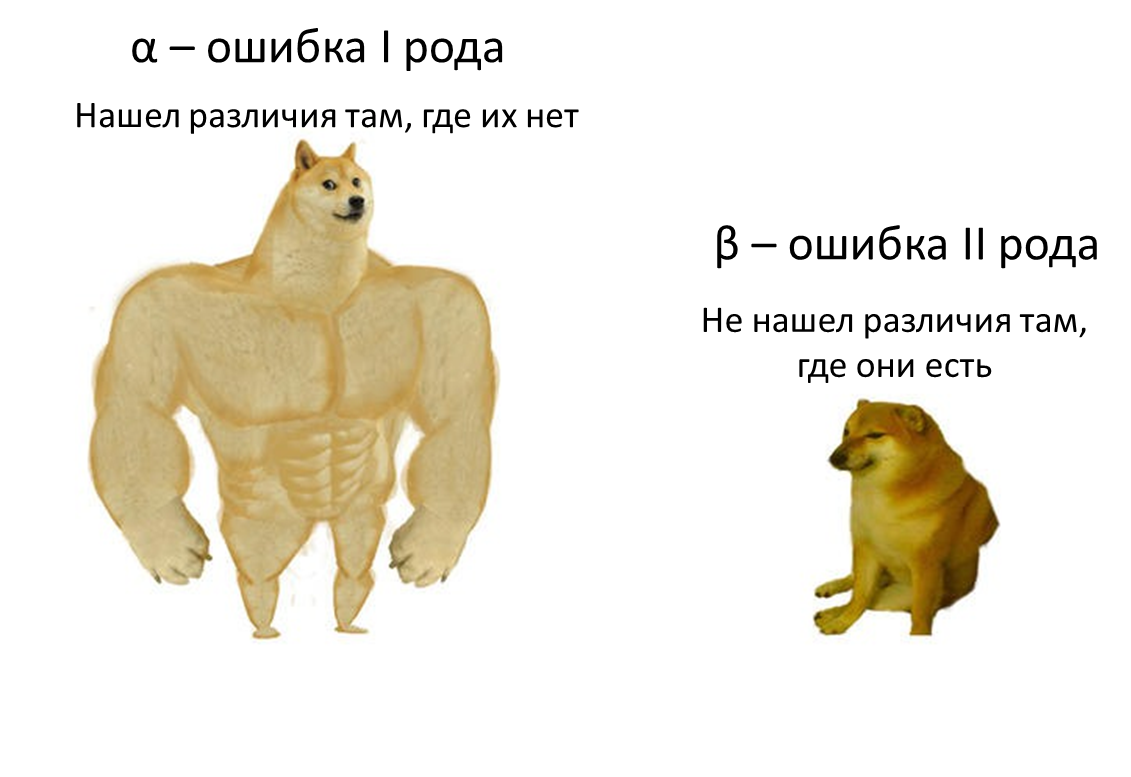 α – ошибка I рода
Нашел различия там, где их нет
β – ошибка II рода
Не нашел различия там,
где они есть